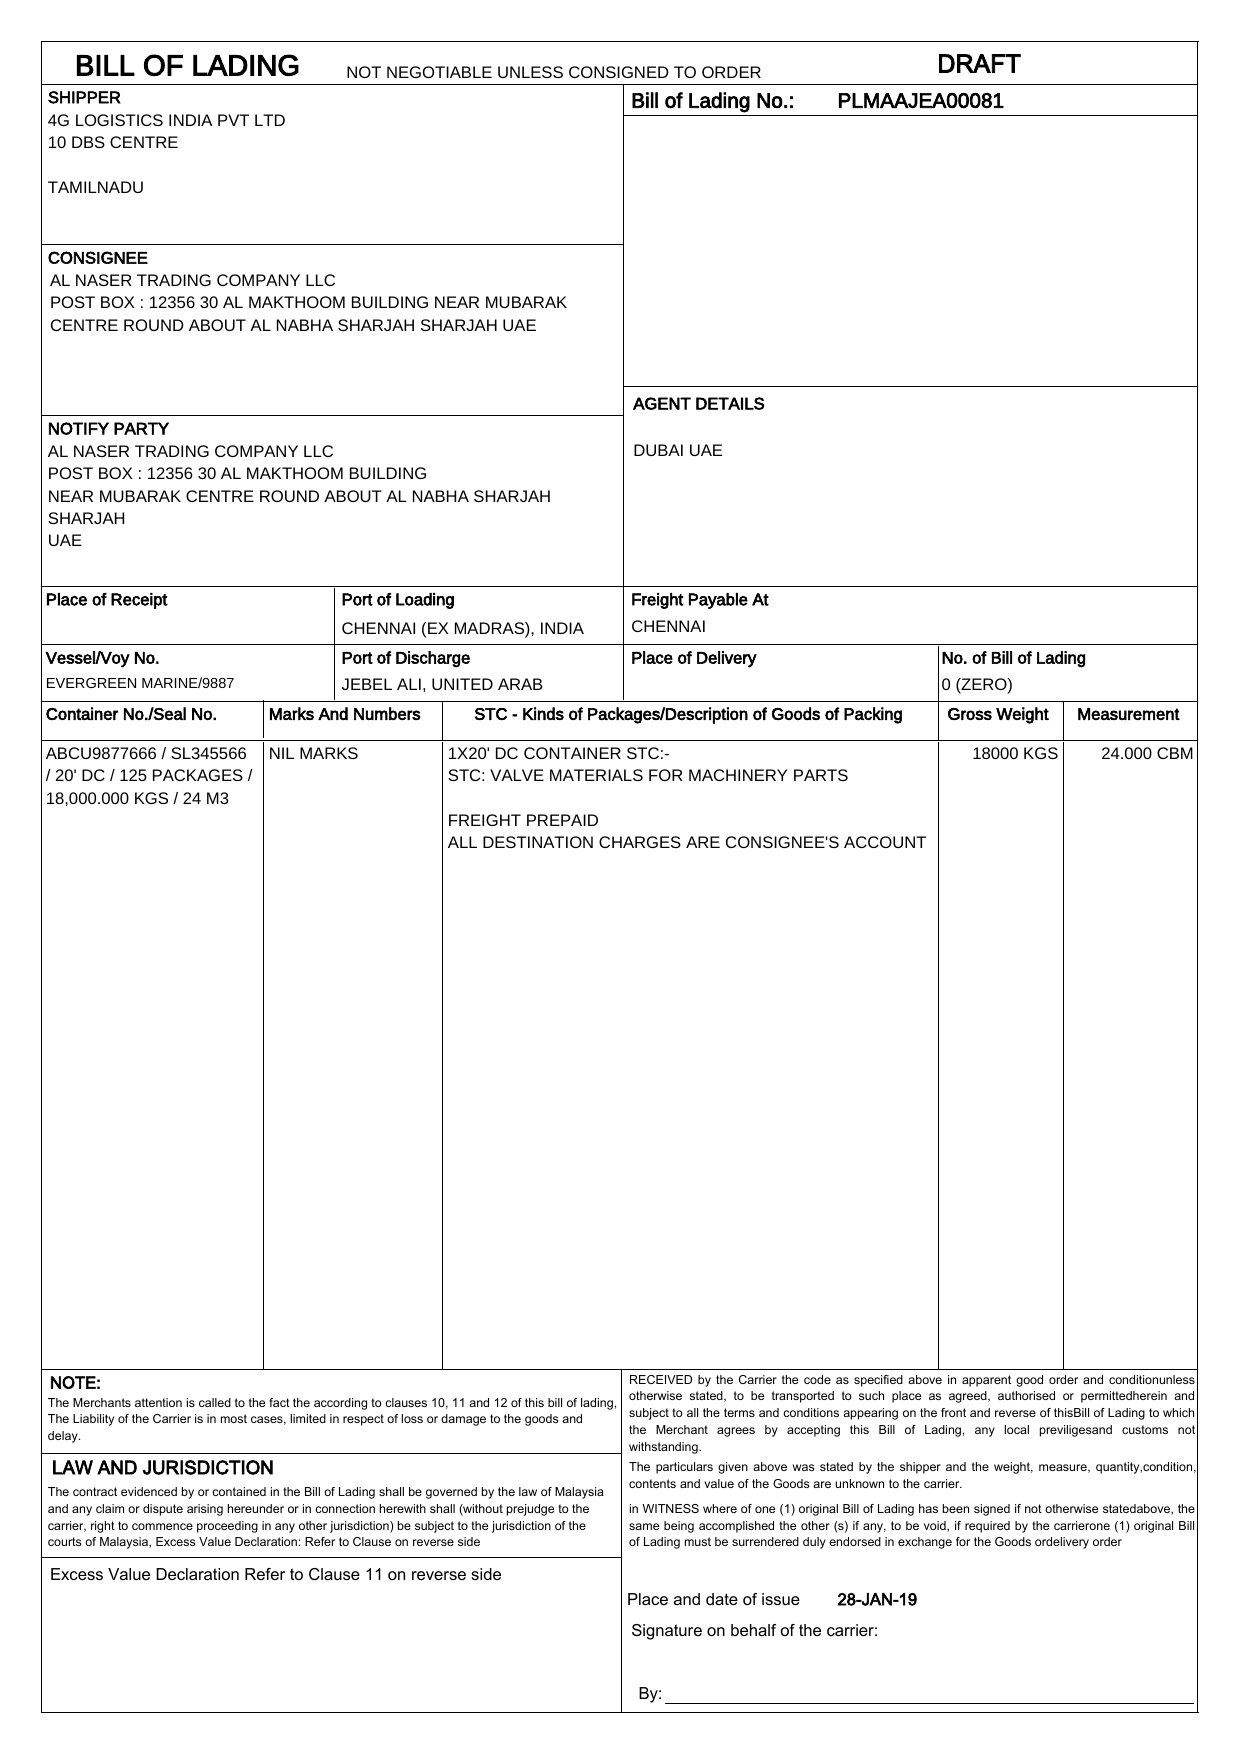 BILL OF LADING NOT NEGOTIABLE UNLESS CONSIGNED TO ORDER DRAFT
SHIPPER
4G LOGISTICS INDIA PVT LTD
10 DBS CENTRE
TAMILNADU
Bill of Lading No.: PLMAAJEA00081
CONSIGNEE
AL NASER TRADING COMPANY LLC
POST BOX : 12356 30 AL MAKTHOOM BUILDING NEAR MUBARAK
CENTRE ROUND ABOUT AL NABHA SHARJAH SHARJAH UAE
NOTIFY PARTY
AL NASER TRADING COMPANY LLC
POST BOX : 12356 30 AL MAKTHOOM BUILDING
NEAR MUBARAK CENTRE ROUND ABOUT AL NABHA SHARJAH
SHARJAH
UAE
AGENT DETAILS
DUBAI UAE
Place of Receipt
Port of Loading
CHENNAI (EX MADRAS), INDIA
Freight Payable At
CHENNAI
Vessel/Voy No.
EVERGREEN MARINE/9887
Port of Discharge
JEBEL ALI, UNITED ARAB
Place of Delivery
No. of Bill of Lading
0 (ZERO)
Container No./Seal No. Marks And Numbers STC - Kinds of Packages/Description of Goods of Packing Gross Weight Measurement
ABCU9877666 / SL345566
/ 20' DC / 125 PACKAGES /
18,000.000 KGS / 24 M3
NIL MARKS
1X20' DC CONTAINER STC:-
STC: VALVE MATERIALS FOR MACHINERY PARTS
FREIGHT PREPAID
ALL DESTINATION CHARGES ARE CONSIGNEE'S ACCOUNT
18000 KGS
24.000 CBM
NOTE:
The Merchants attention is called to the fact the according to clauses 10, 11 and 12 of this bill of lading,
The Liability of the Carrier is in most cases, limited in respect of loss or damage to the goods and
delay.
LAW AND JURISDICTION
The contract evidenced by or contained in the Bill of Lading shall be governed by the law of Malaysia
and any claim or dispute arising hereunder or in connection herewith shall (without prejudge to the
carrier, right to commence proceeding in any other jurisdiction) be subject to the jurisdiction of the
courts of Malaysia, Excess Value Declaration: Refer to Clause on reverse side
Excess Value Declaration Refer to Clause 11 on reverse side
RECEIVED by the Carrier the code as specified above in apparent good order and conditionunless
otherwise stated, to be transported to such place as agreed, authorised or permittedherein and
subject to all the terms and conditions appearing on the front and reverse of thisBill of Lading to which
the Merchant agrees by accepting this Bill of Lading, any local previligesand customs not
withstanding.
The particulars given above was stated by the shipper and the weight, measure, quantity,condition,
contents and value of the Goods are unknown to the carrier.
in WITNESS where of one (1) original Bill of Lading has been signed if not otherwise statedabove, the
same being accomplished the other (s) if any, to be void, if required by the carrierone (1) original Bill
of Lading must be surrendered duly endorsed in exchange for the Goods ordelivery order
Place and date of issue 28-JAN-19
Signature on behalf of the carrier:
By: